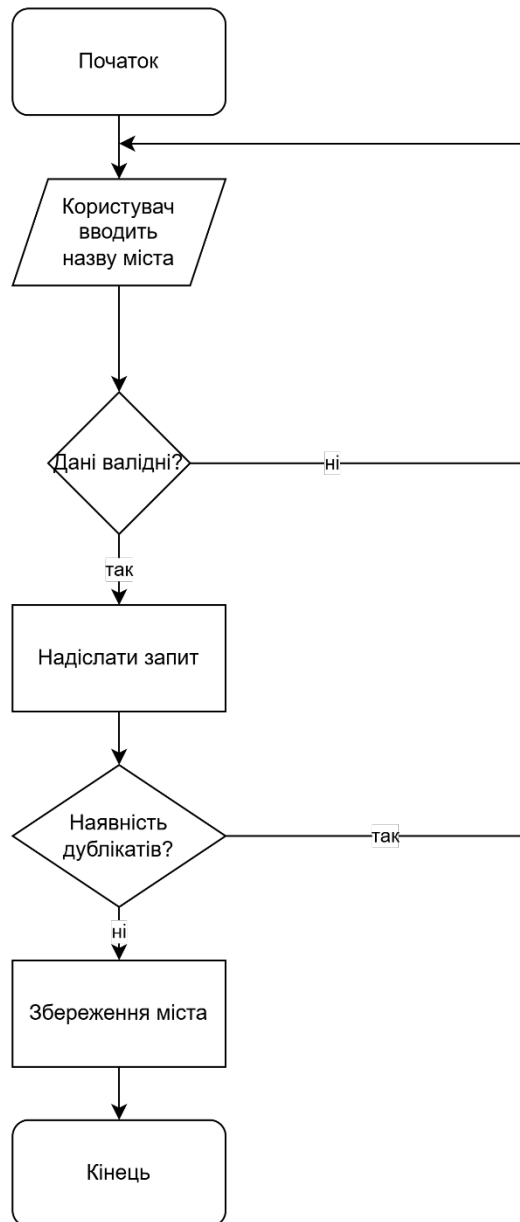 Початок
Користувач
вводить
назву міста
Дані валідні?
ні
так
Надіслати запит
Наявність
дублікатів?
так
ні
Збереження міста
Кінець